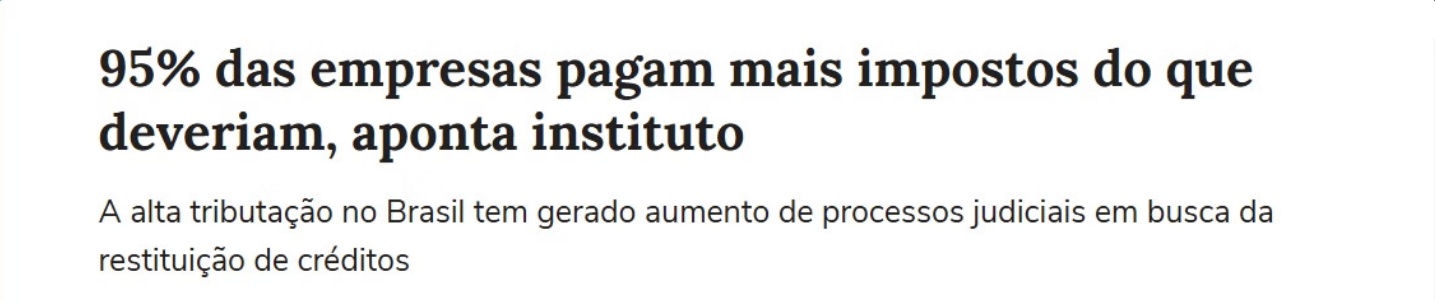 95% das empresas pagam mais impostos do que
deveriam, aponta instituto
A alta tributação no Brasil tem gerado aumento de processos judiciais em busca da
restituição de créditos